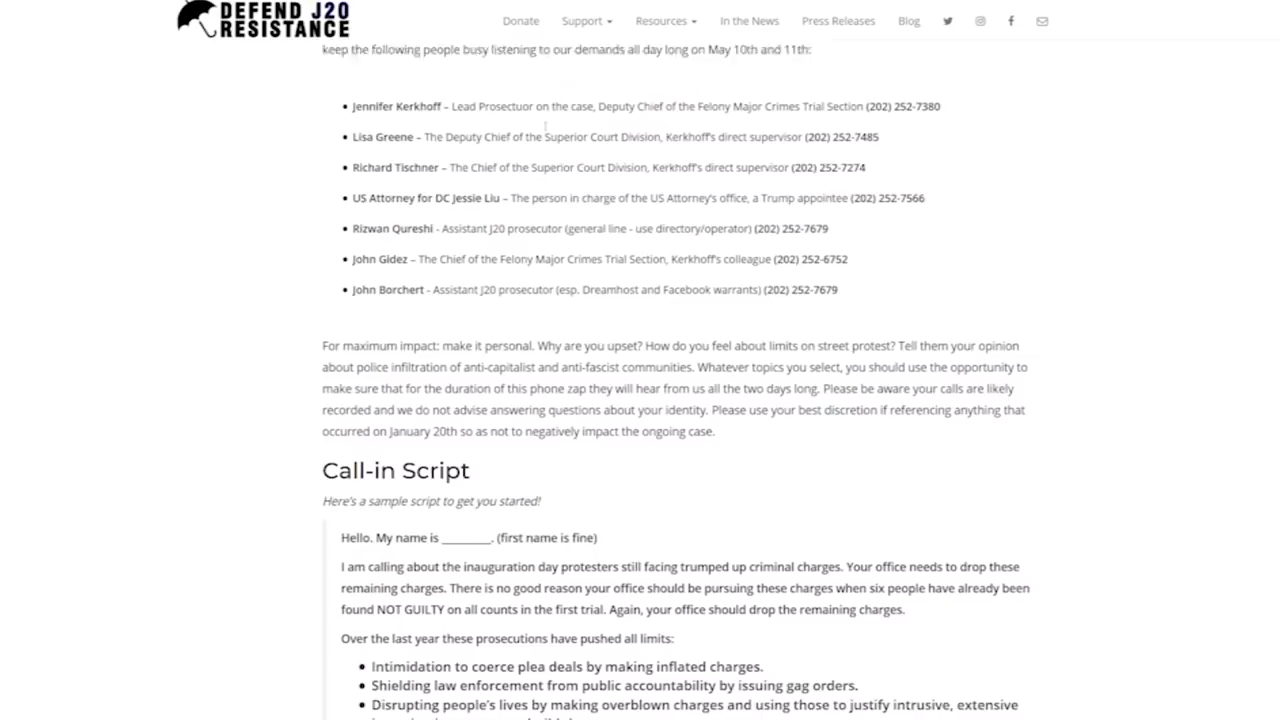 DEFEND J20
RESISTANCE
Donate Support Resources In the News Press Releases Blog
keep the following people busy listening to our demands all day long on May 10th and 11th:
• Jennifer Kerkhoff – Lead Prosectuor on the case, Deputy Chief of the Felony Major Crimes Trial Section (202) 252-7380
• Lisa Greene – The Deputy Chief of the Superior Court Division, Kerkhoff's direct supervisor (202) 252-7485
• Richard Tischner – The Chief of the Superior Court Division, Kerkhoff's direct supervisor (202) 252-7274
• US Attorney for DC Jessie Liu – The person in charge of the US Attorney's office, a Trump appointee (202) 252-7566
• Rizwan Qureshi - Assistant J20 prosecutor (general line - use directory/operator) (202) 252-7679
• John Gidez – The Chief of the Felony Major Crimes Trial Section, Kerkhoff's colleague (202) 252-6752
• John Borchert - Assistant J20 prosecutor (esp. Dreamhost and Facebook warrants) (202) 252-7679
For maximum impact: make it personal. Why are you upset? How do you feel about limits on street protest? Tell them your opinion
about police infiltration of anti-capitalist and anti-fascist communities. Whatever topics you select, you should use the opportunity to
make sure that for the duration of this phone zap they will hear from us all the two days long. Please be aware your calls are likely
recorded and we do not advise answering questions about your identity. Please use your best discretion if referencing anything that
occurred on January 20th so as not to negatively impact the ongoing case.
Call-in Script
Here's a sample script to get you started!
Hello. My name is ________. (first name is fine)
I am calling about the inauguration day protesters still facing trumped up criminal charges. Your office needs to drop these
remaining charges. There is no good reason your office should be pursuing these charges when six people have already been
found NOT GUILTY on all counts in the first trial. Again, your office should drop the remaining charges.
Over the last year these prosecutions have pushed all limits:
• Intimidation to coerce plea deals by making inflated charges.
• Shielding law enforcement from public accountability by issuing gag orders.
• Disrupting people's lives by making overblown charges and using those to justify intrusive, extensive